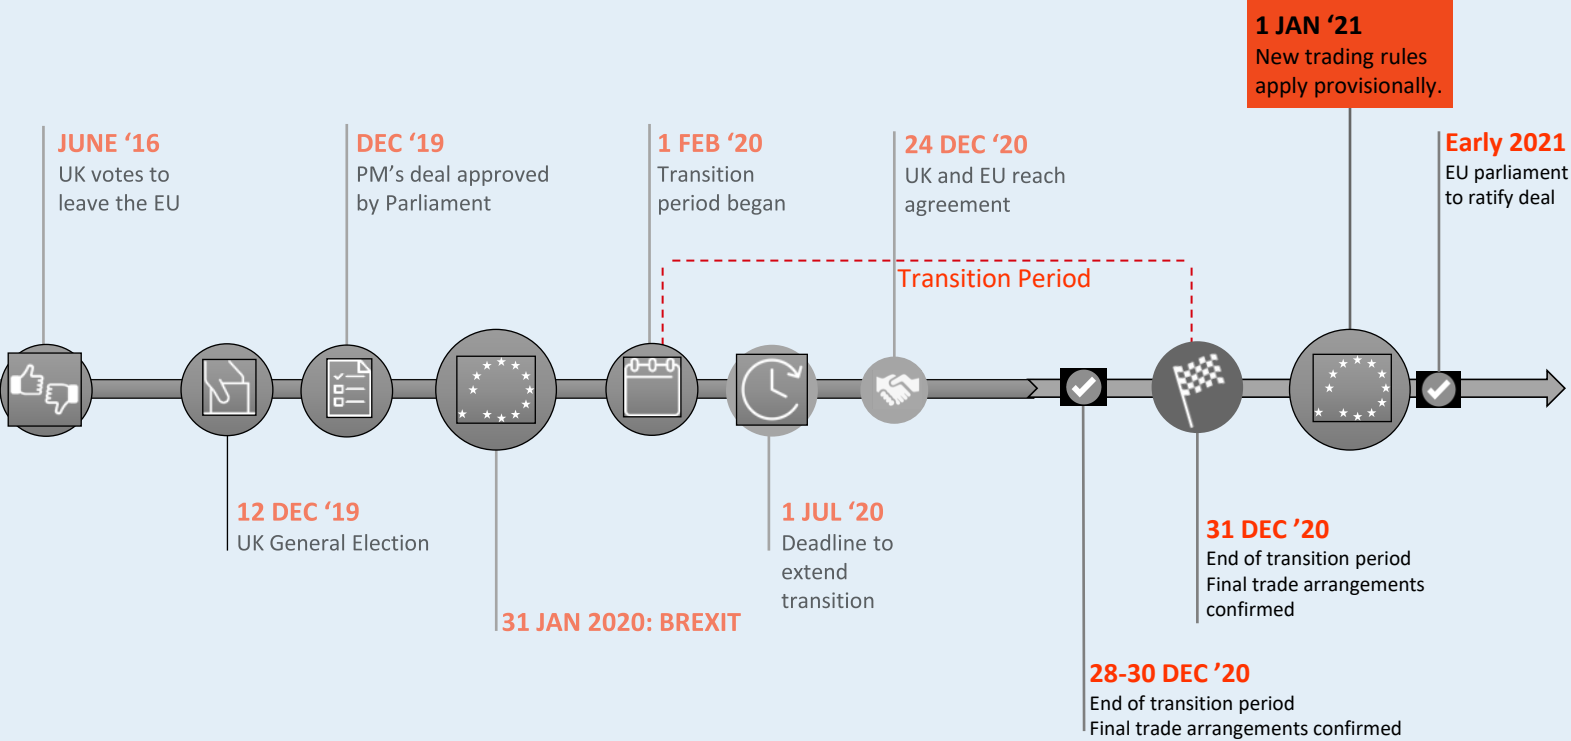 1 JAN ‘21
New trading rules
apply provisionally.
JUNE ‘16
UK votes to
leave the EU
DEC ‘19
PM’s deal approved
by Parliament
1 FEB ‘20
Transition
period began
24 DEC ‘20
UK and EU reach
agreement
Early 2021
EU parliament
to ratify deal
Transition Period
12 DEC ‘19
UK General Election
31 JAN 2020: BREXIT
1 JUL ‘20
Deadline to
extend
transition
31 DEC ’20
End of transition period
Final trade arrangements
confirmed
28-30 DEC ’20
End of transition period
Final trade arrangements confirmed